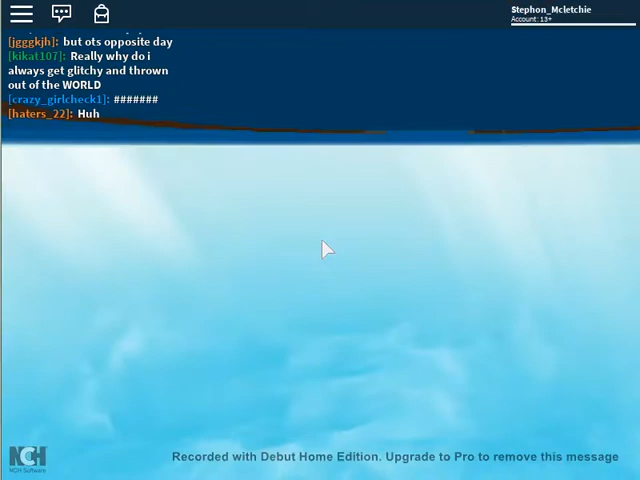 Stephon_Mcletchie
Account: 13+
[jgggkjh]: but ots opposite day
[kikat107]: Really why do i
always get glitchy and thrown
out of the WORLD
[crazy_girlcheck1]: #######
[haters_22]: Huh
NCH
NCH Software
Recorded with Debut Home Edition. Upgrade to Pro to remove this message